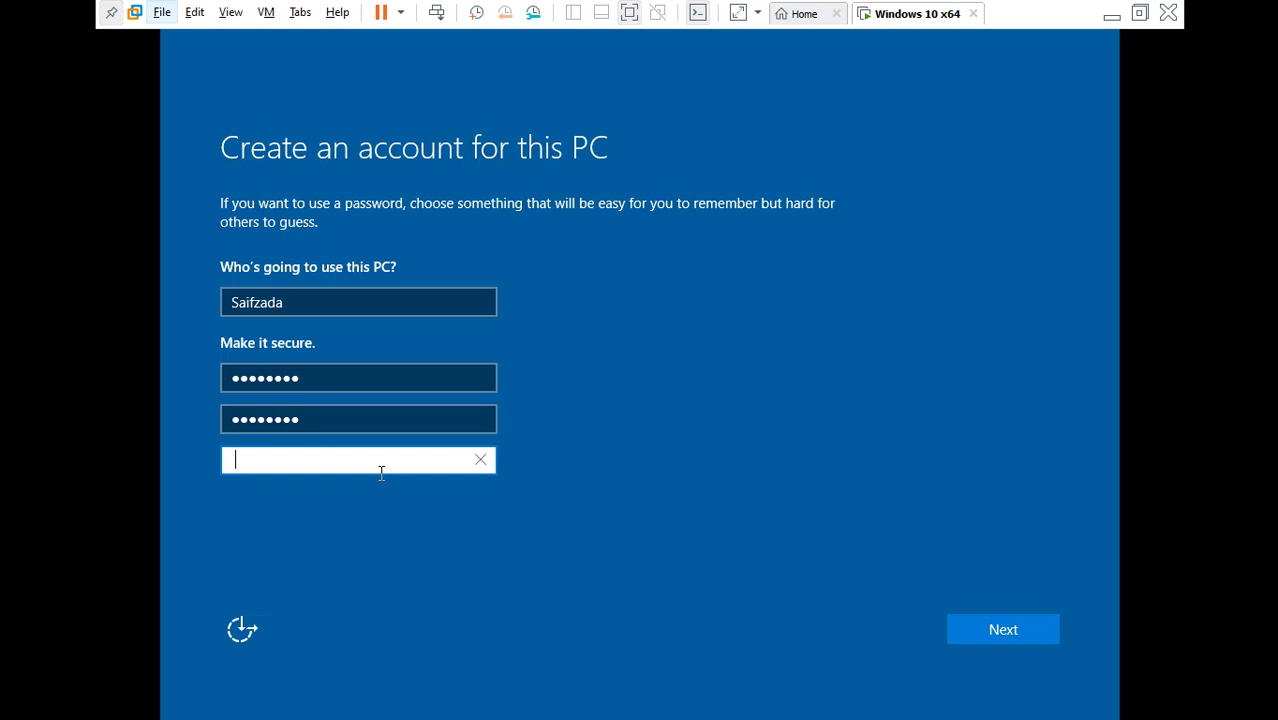 File Edit View VM Tabs Help Home Windows 10 x64
Create an account for this PC
If you want to use a password, choose something that will be easy for you to remember but hard for
others to guess.
Who's going to use this PC?
Saifzada
Make it secure.
●●●●●●●●
●●●●●●●●
Next